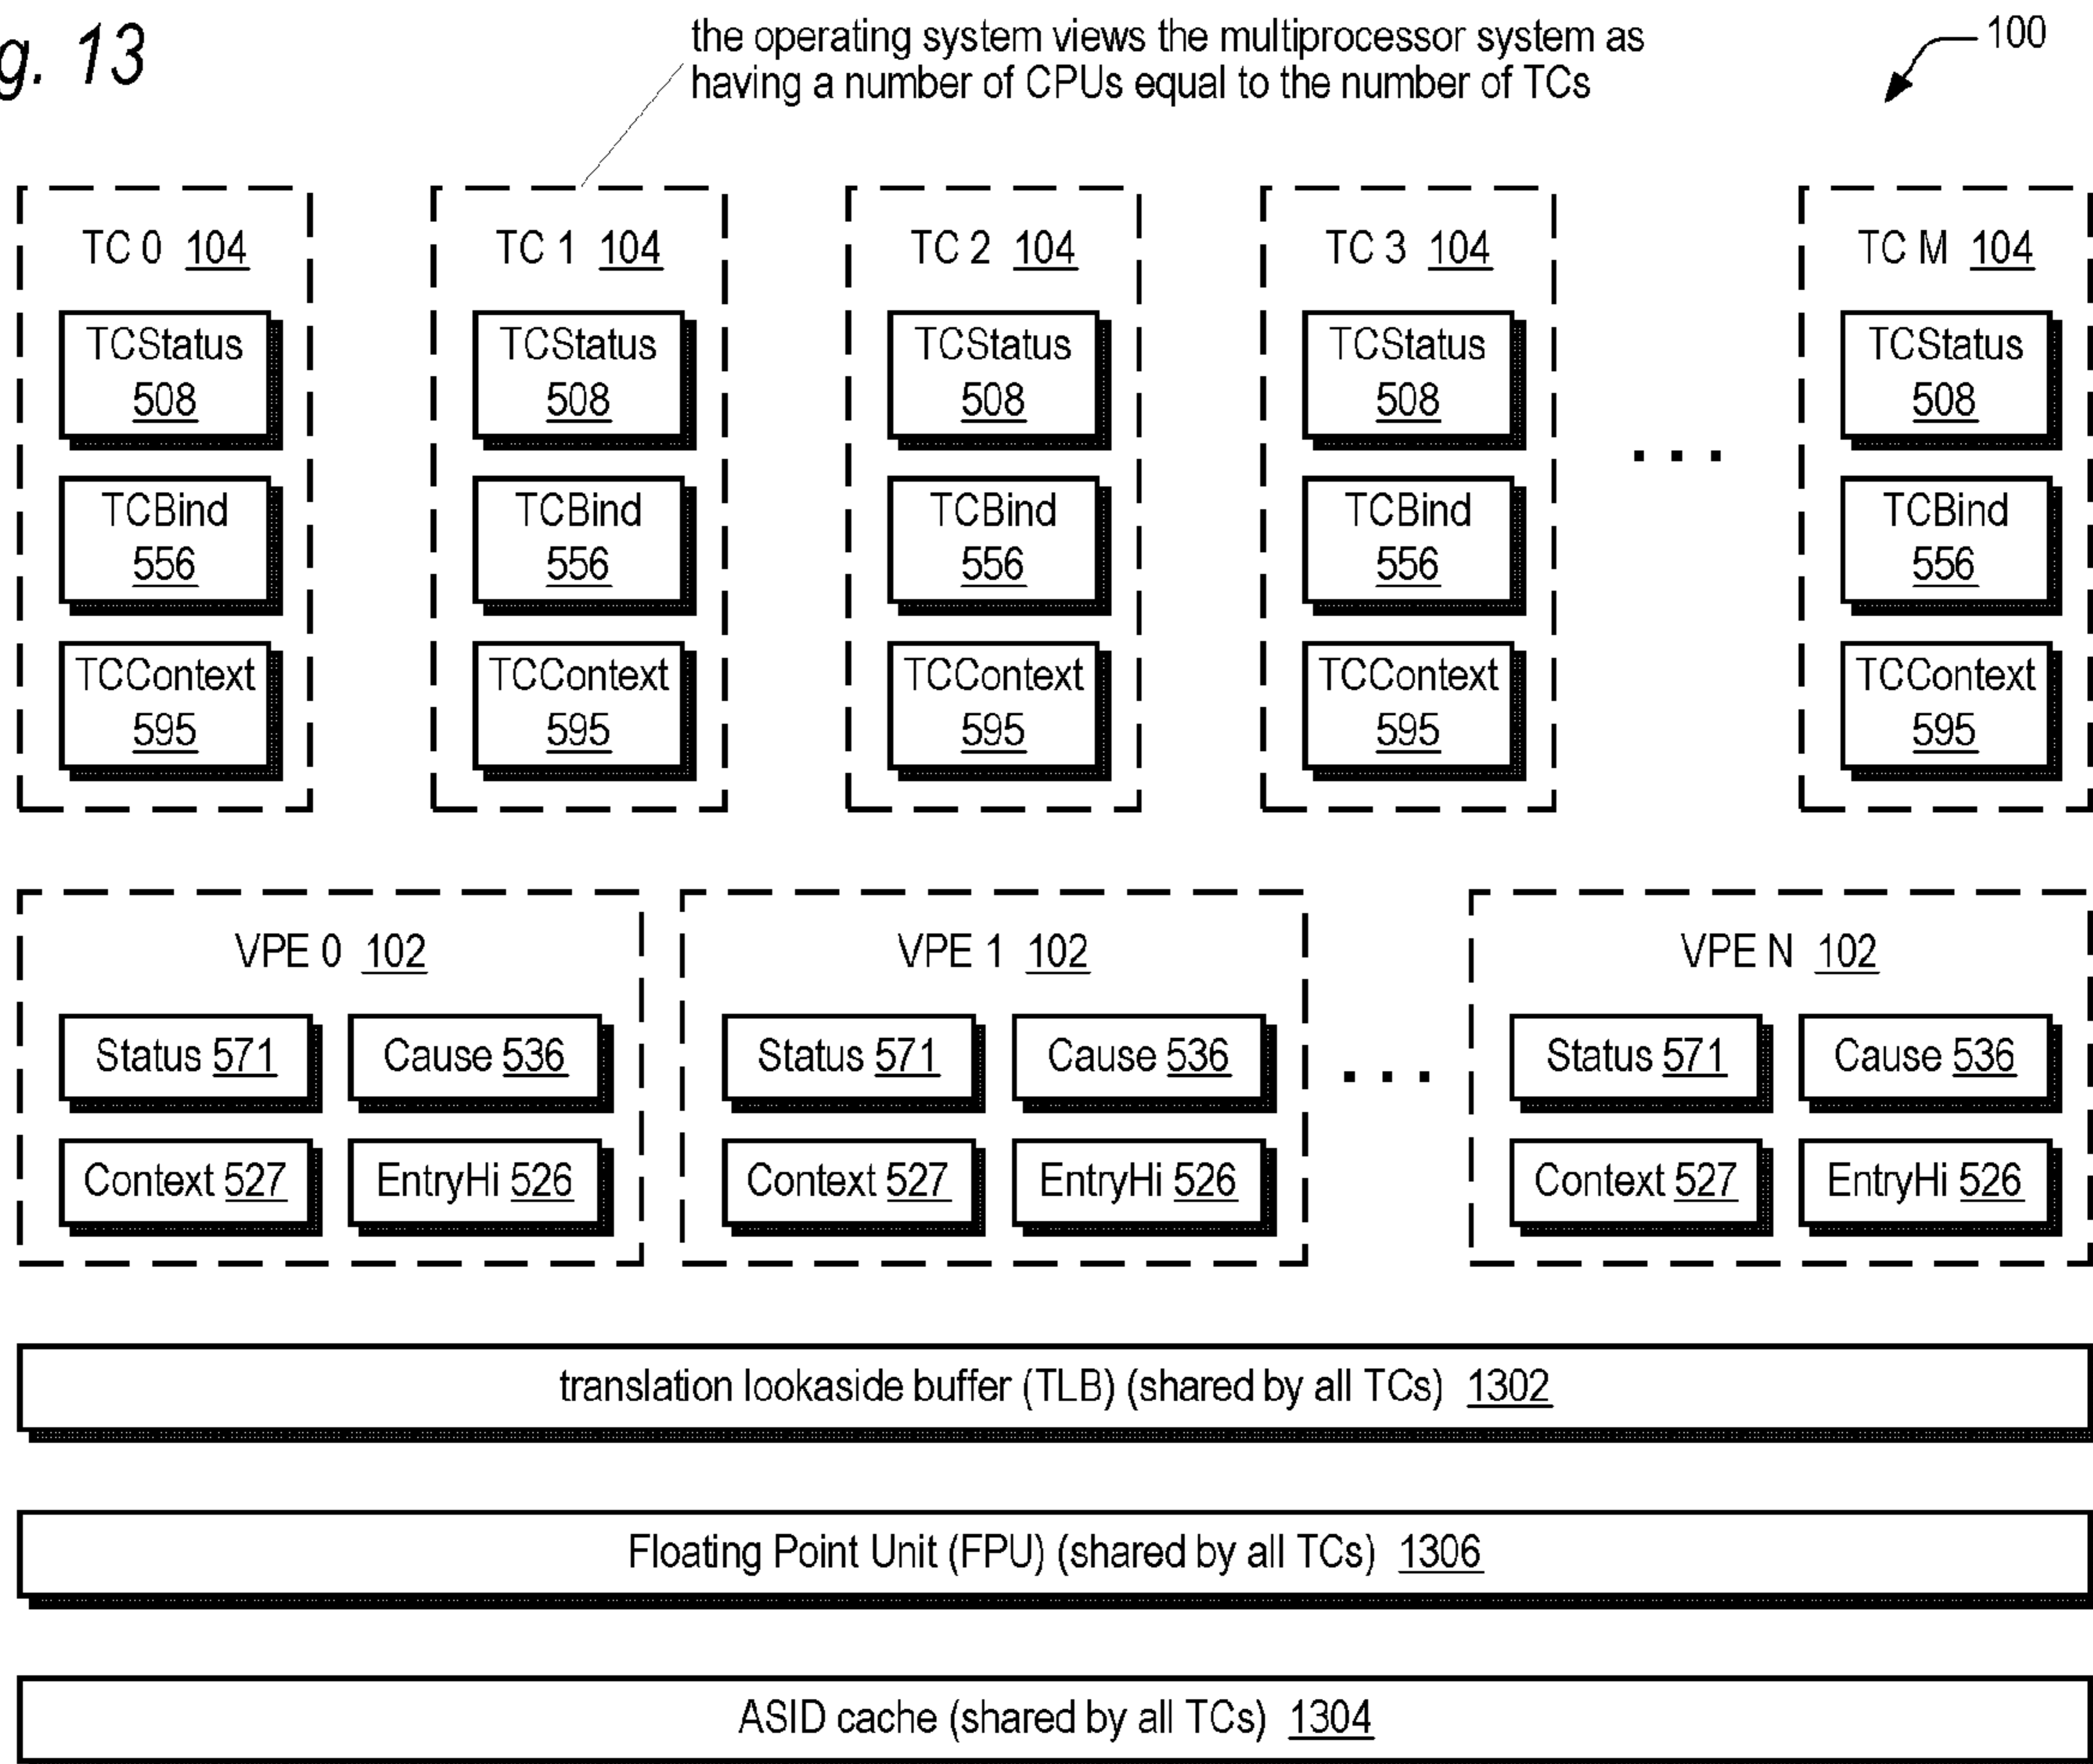 g. 13
the operating system views the multiprocessor system as
having a number of CPUs equal to the number of TCs
100
TC 0 104
TCStatus
508
TCBind
556
TCContext
595
TC 1 104
TCStatus
508
TCBind
556
TCContext
595
TC 2 104
TCStatus
508
TCBind
556
TCContext
595
TC 3 104
TCStatus
508
TCBind
556
TCContext
595
. . .
TC M 104
TCStatus
508
TCBind
556
TCContext
595
VPE 0 102
Status 571
Cause 536
Context 527
EntryHi 526
VPE 1 102
Status 571
Cause 536
Context 527
EntryHi 526
. . .
VPE N 102
Status 571
Cause 536
Context 527
EntryHi 526
translation lookaside buffer (TLB) (shared by all TCs) 1302
Floating Point Unit (FPU) (shared by all TCs) 1306
ASID cache (shared by all TCs) 1304